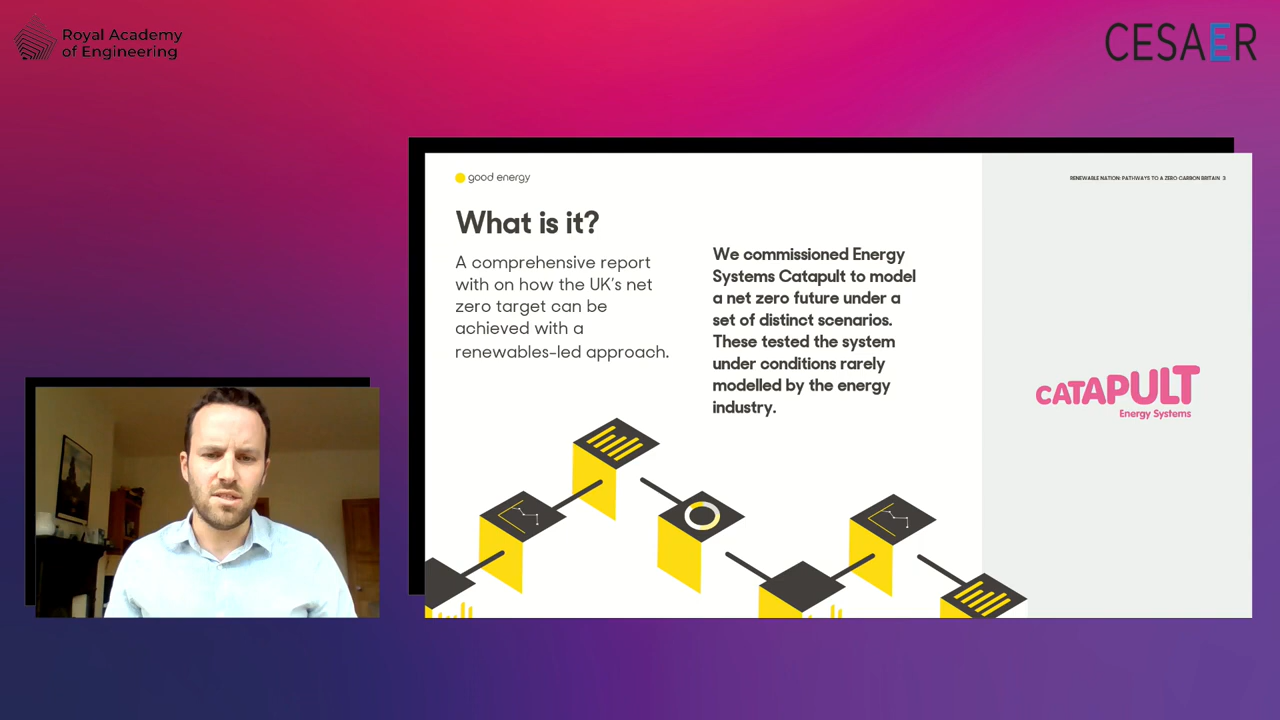 Royal Academy
of Engineering
CESAER
good energy
RENEWABLE NATION: PATHWAYS TO A ZERO CARBON BRITAIN 3
What is it?
A comprehensive report
with on how the UK's net
zero target can be
achieved with a
renewables-led approach.
We commissioned Energy
Systems Catapult to model
a net zero future under a
set of distinct scenarios.
These tested the system
under conditions rarely
modelled by the energy
industry.
CATAPULT
Energy Systems